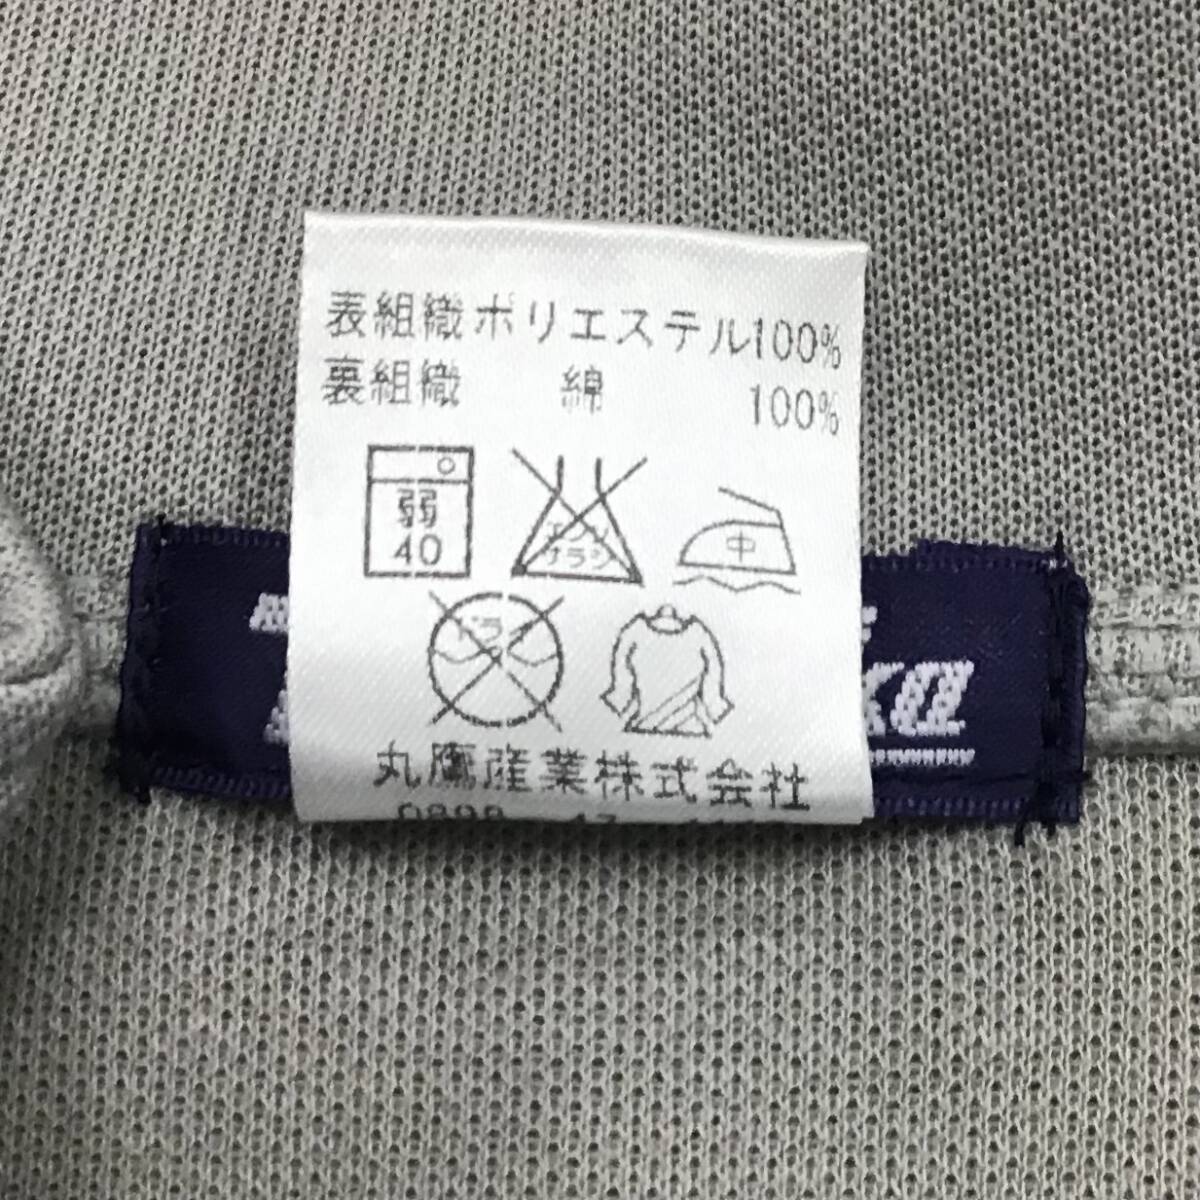 表組織ポリエステル100%
裏組織 綿 100%
弱
40
エンソ
サラシ
中
ドライ
丸鷹産業株式会社